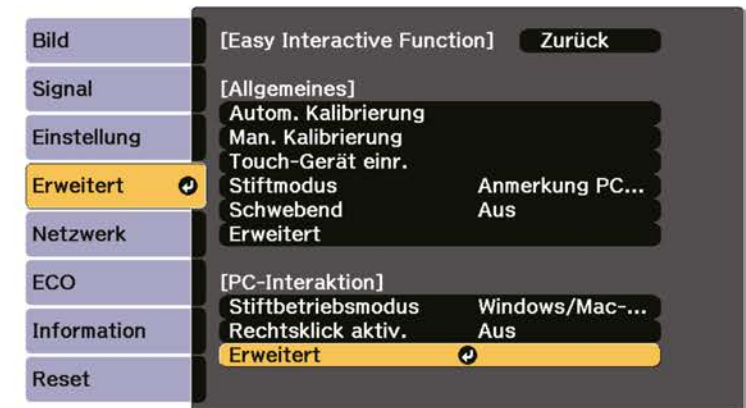 Bild
Signal
Einstellung
Erweitert
Netzwerk
ECO
Information
Reset
[Easy Interactive Function] Zurück
[Allgemeines]
Autom. Kalibrierung
Man. Kalibrierung
Touch-Gerät einr.
Stiftmodus Anmerkung PC...
Schwebend Aus
Erweitert
[PC-Interaktion]
Stiftbetriebsmodus Windows/Mac-...
Rechtsklick aktiv. Aus
Erweitert